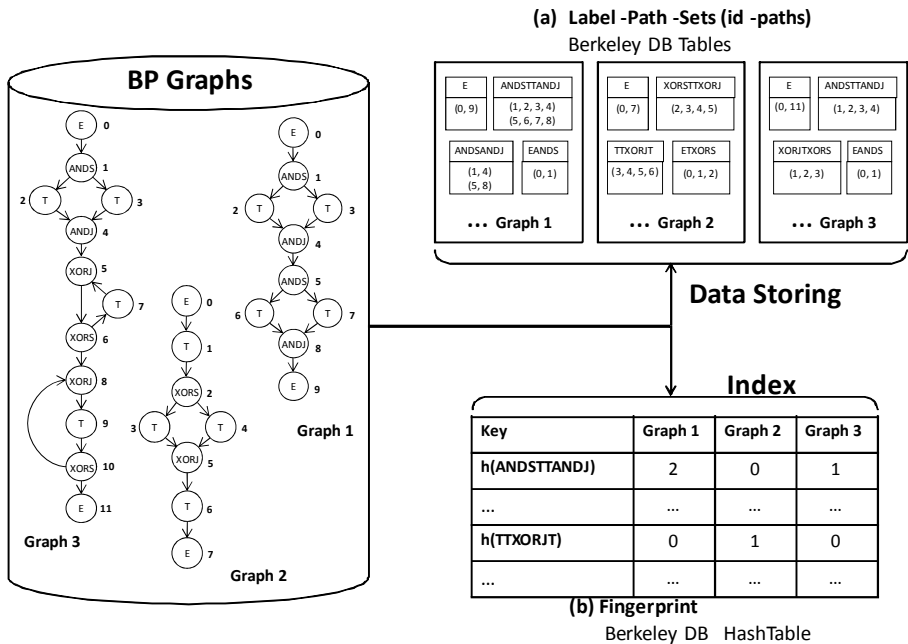 (a) Label -Path -Sets (id -paths)
Berkeley DB Tables
BP Graphs
E 0
ANDS 1
2 T T 3
ANDJ 4
XORJ 5
T 7
XORS 6
XORJ 8
T 9
XORS 10
E 11
Graph 3
E 0
T 1
XORS 2
3 T T 4
XORJ 5
T 6
E 7
Graph 2
E 0
ANDS 1
2 T T 3
ANDJ 4
ANDS 5
6 T T 7
ANDJ 8
E 9
Graph 1
E
(0, 9)
ANDSTTANDJ
(1, 2, 3, 4)
(5, 6, 7, 8)
ANDSANDJ
(1, 4)
(5, 8)
EANDS
(0, 1)
... Graph 1
E
(0, 7)
XORSTTXORJ
(2, 3, 4, 5)
TTXORJT
(3, 4, 5, 6)
ETXORS
(0, 1, 2)
... Graph 2
E
(0, 11)
ANDSTTANDJ
(1, 2, 3, 4)
XORJTXORS
(1, 2, 3)
EANDS
(0, 1)
... Graph 3
Data Storing
Index
Key Graph 1 Graph 2 Graph 3
h(ANDSTTANDJ) 2 0 1
... ... ... ...
h(TTXORJT) 0 1 0
... ... ... ...
(b) Fingerprint
Berkeley DB HashTable